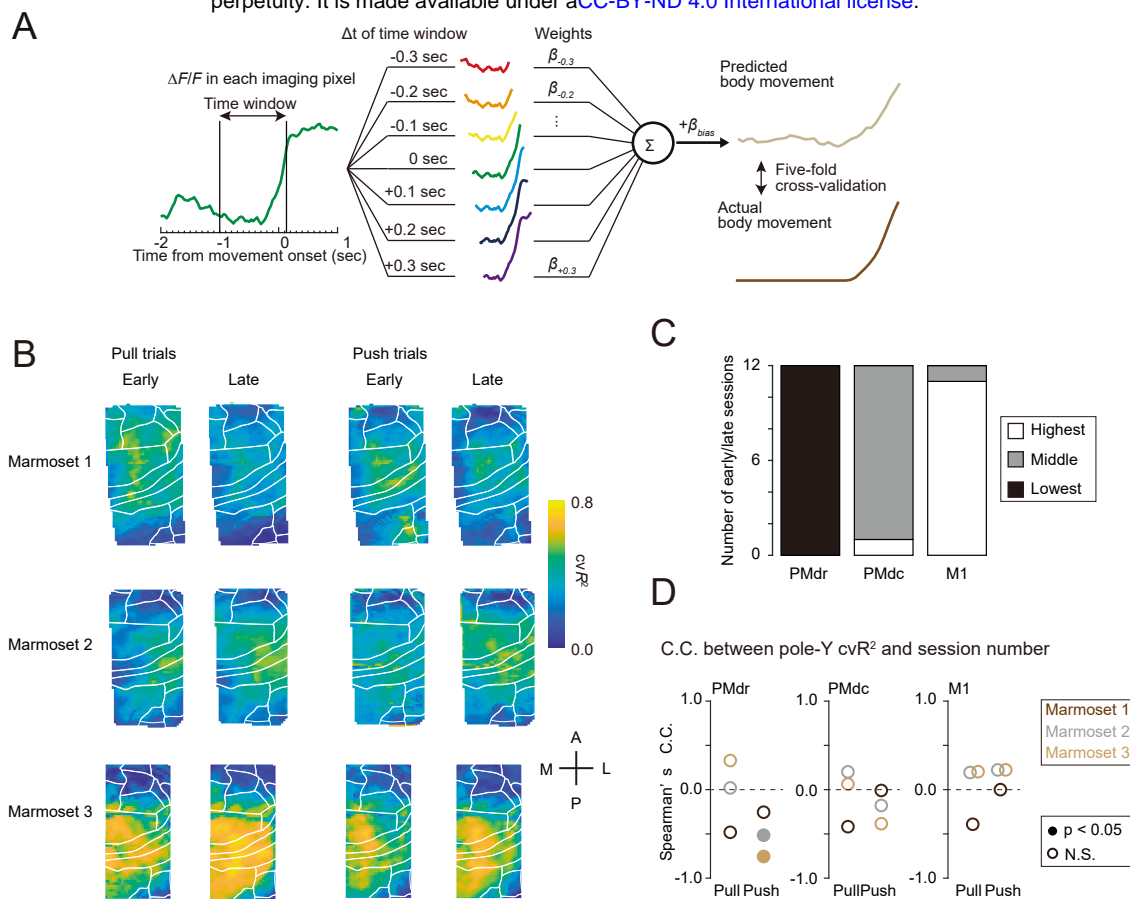 perpetuity. It is made available under aCC-BY-ND 4.0 International license.
A
Δt of time window
Weights
ΔF/F in each imaging pixel
Time window
-2 -1 0 1
Time from movement onset (sec)
-0.3 sec
-0.2 sec
-0.1 sec
0 sec
+0.1 sec
+0.2 sec
+0.3 sec
β-0.3
β-0.2
⋮
β+0.3
Σ
+βbias
Predicted
body movement
Five-fold
cross-validation
Actual
body movement
B
Pull trials
Push trials
Early Late Early Late
Marmoset 1
Marmoset 2
Marmoset 3
0.8
cvR²
0.0
A
M L
P
C
Number of early/late sessions
12
6
0
PMdr PMdc M1
Highest
Middle
Lowest
D
C.C. between pole-Y cvR² and session number
Spearman' s C.C.
PMdr
1.0
0.0
-1.0
Pull Push
PMdc
1.0
0.0
-1.0
PullPush
M1
1.0
0.0
-1.0
Pull Push
Marmoset 1
Marmoset 2
Marmoset 3
p < 0.05
N.S.